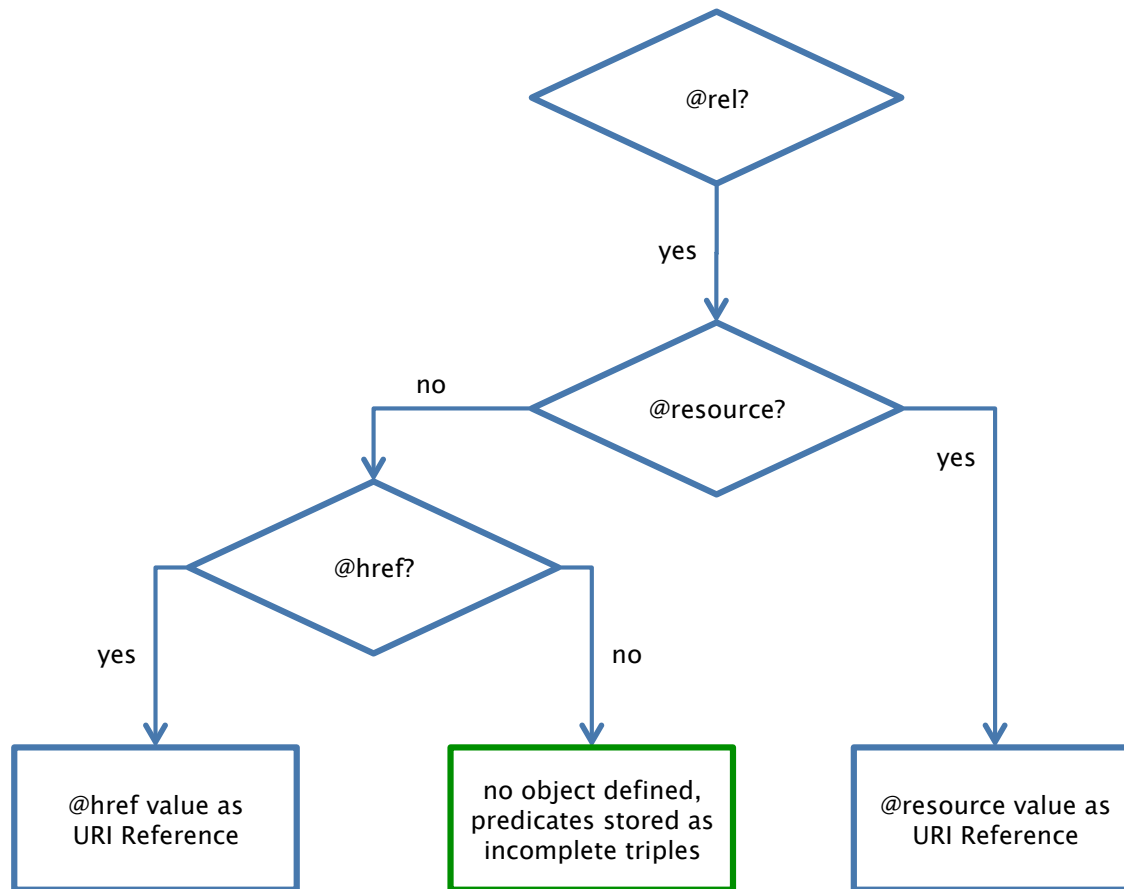 @rel?
yes
no
@resource?
yes
@href?
yes
no
@href value as
URI Reference
no object defined,
predicates stored as
incomplete triples
@resource value as
URI Reference